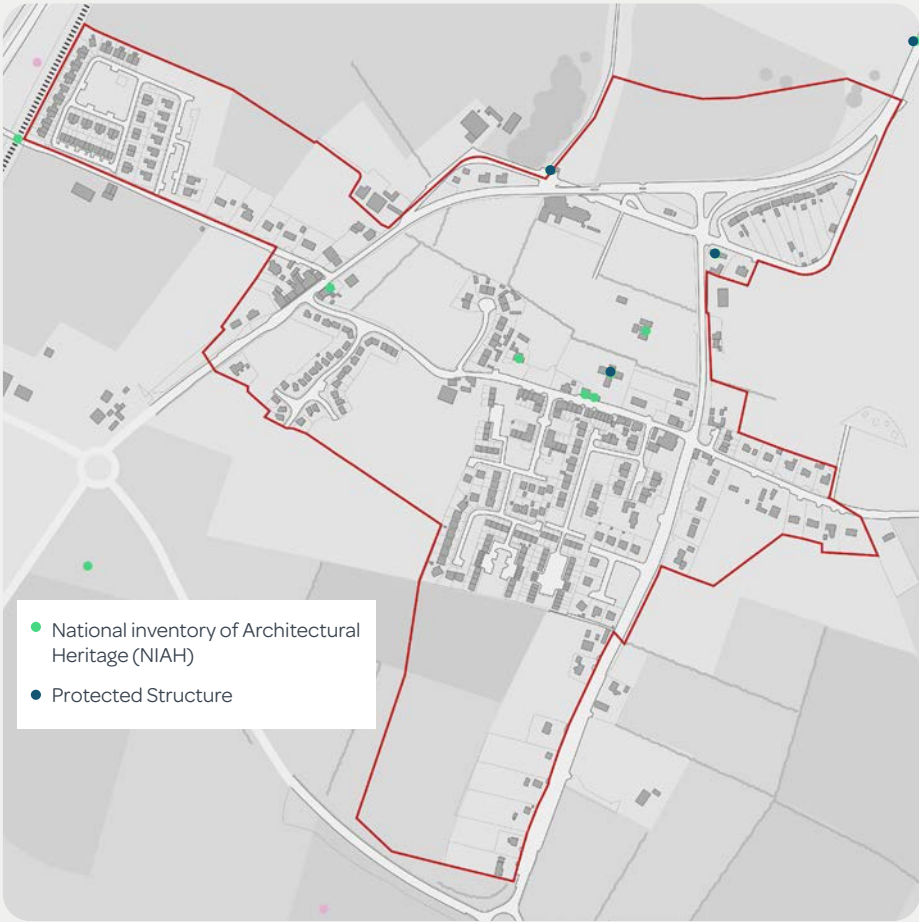 National inventory of Architectural
Heritage (NIAH)
Protected Structure